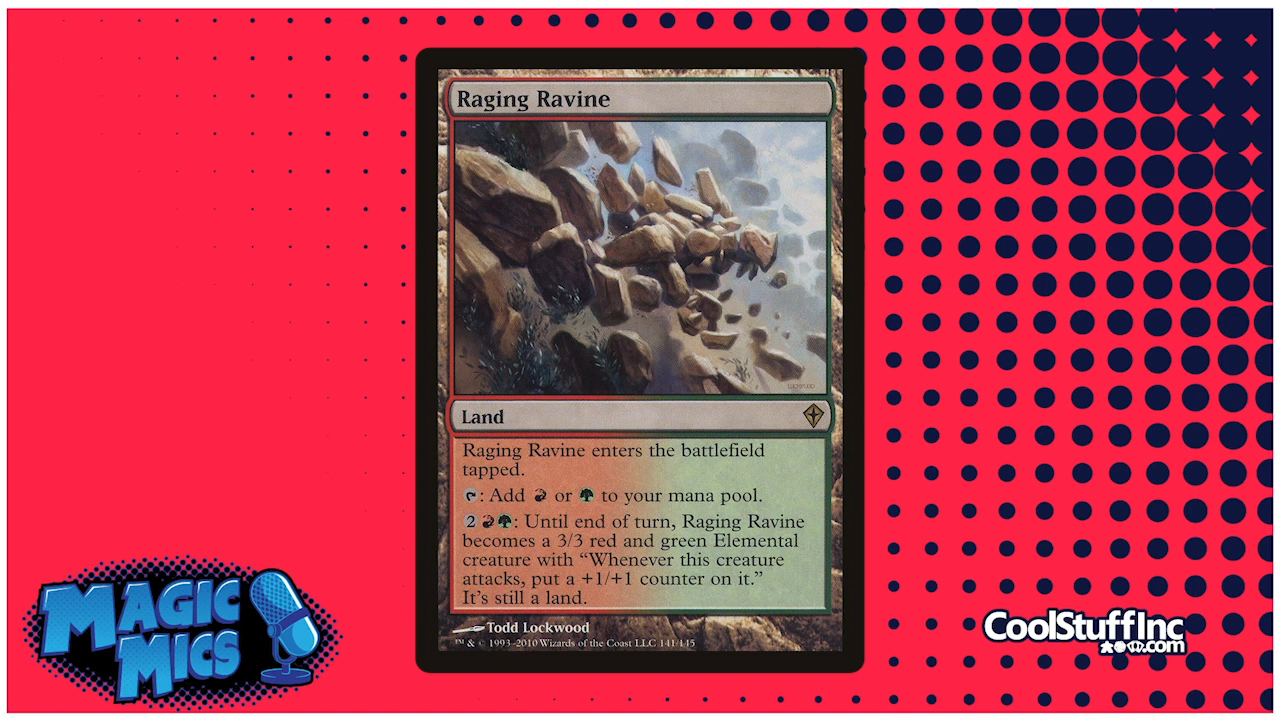 Raging Ravine
Land
Raging Ravine enters the battlefield
tapped.
: Add or to your mana pool.
2 : Until end of turn, Raging Ravine
becomes a 3/3 red and green Elemental
creature with “Whenever this creature
attacks, put a +1/+1 counter on it.”
It’s still a land.
Todd Lockwood
™ & © 1993–2010 Wizards of the Coast LLC 141/145
MAGIC
MICS
CoolStuffInc
.com